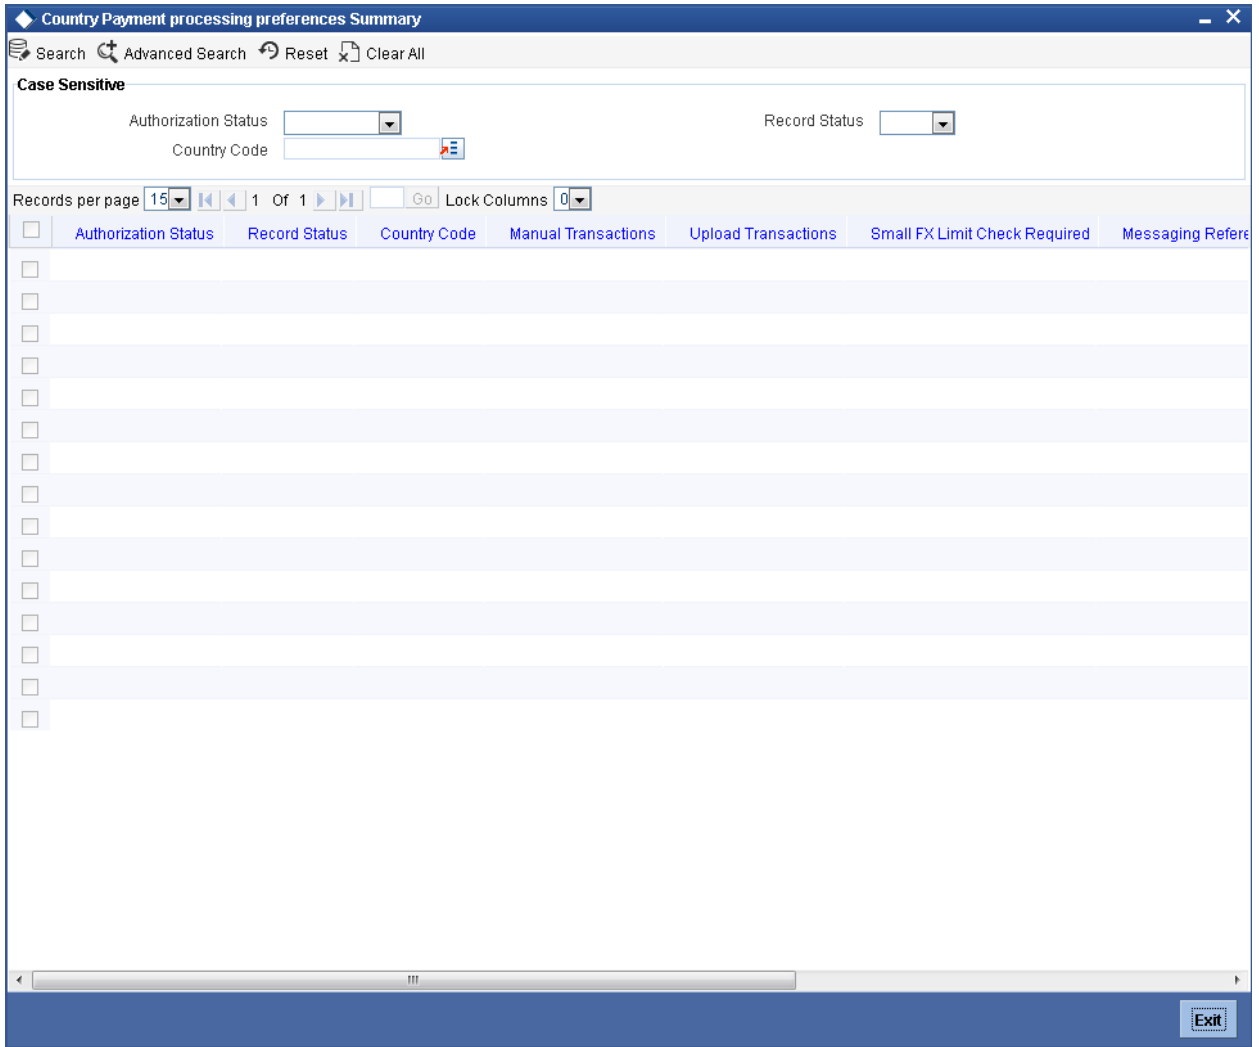 Country Payment processing preferences Summary
Search Advanced Search Reset Clear All
Case Sensitive
Authorization Status Record Status
Country Code
Records per page 15 1 Of 1 Go Lock Columns 0
Authorization Status Record Status Country Code Manual Transactions Upload Transactions Small FX Limit Check Required Messaging Refere
Exit